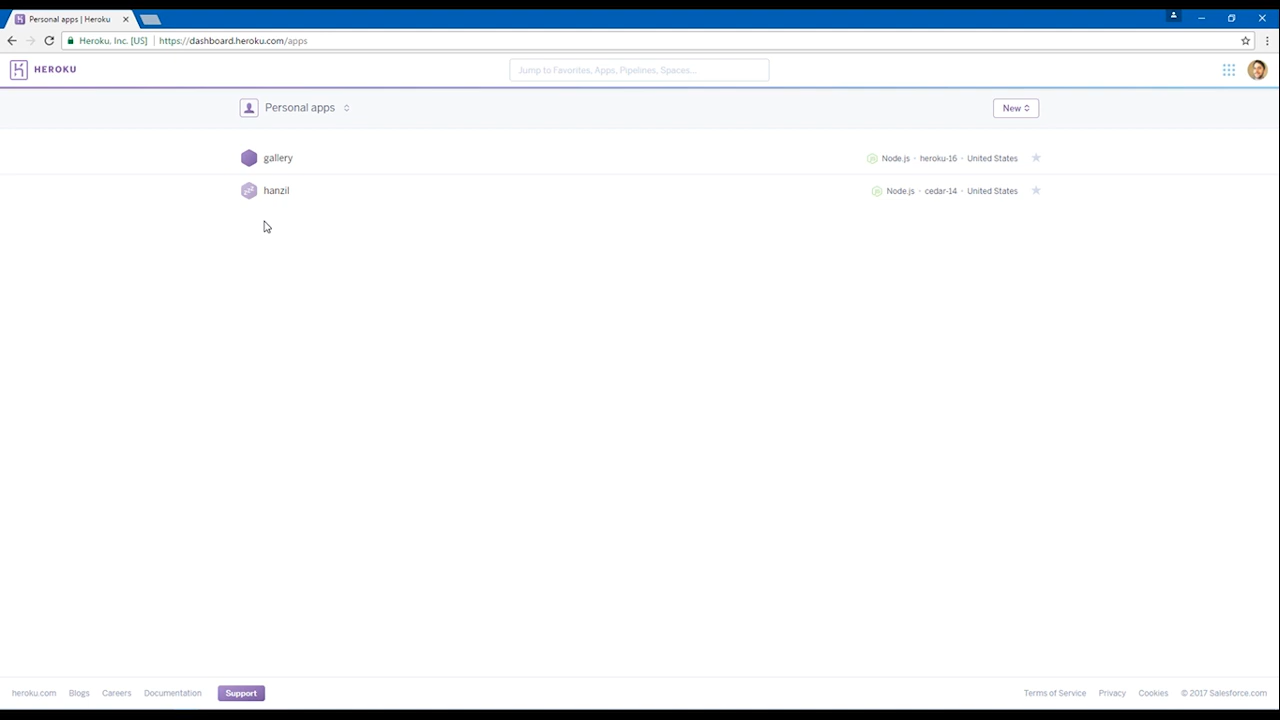 Personal apps | Heroku
Heroku, Inc. [US] https://dashboard.heroku.com/apps
HEROKU Jump to Favorites, Apps, Pipelines, Spaces...
Personal apps New
gallery Node.js · heroku-16 · United States
hanzil Node.js · cedar-14 · United States
heroku.com Blogs Careers Documentation Support Terms of Service Privacy Cookies © 2017 Salesforce.com